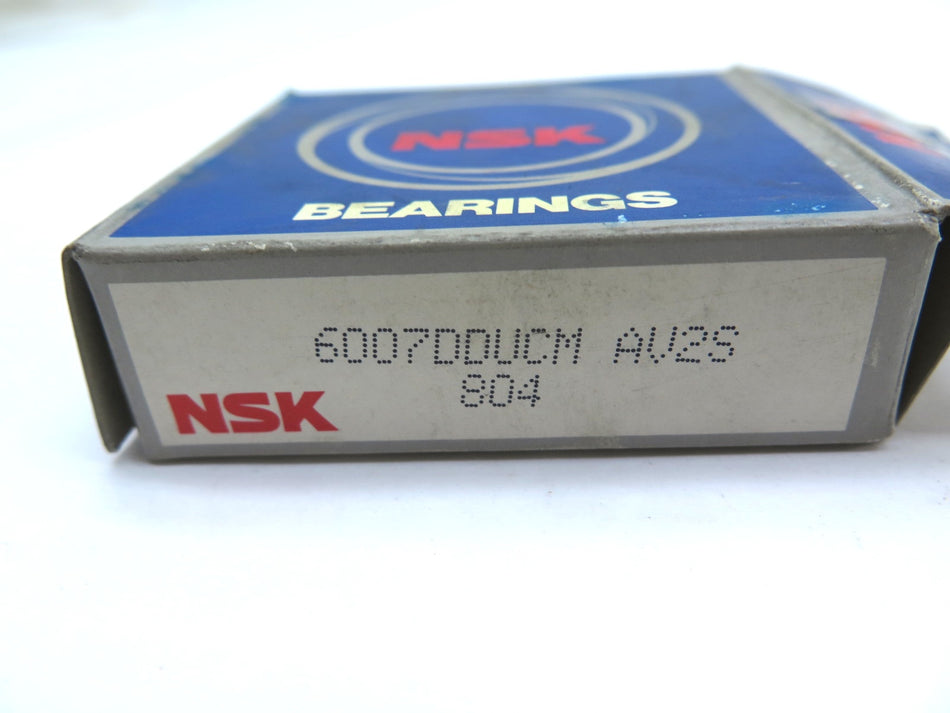 NSK
BEARINGS
6007DDUCM AV2S
804
NSK